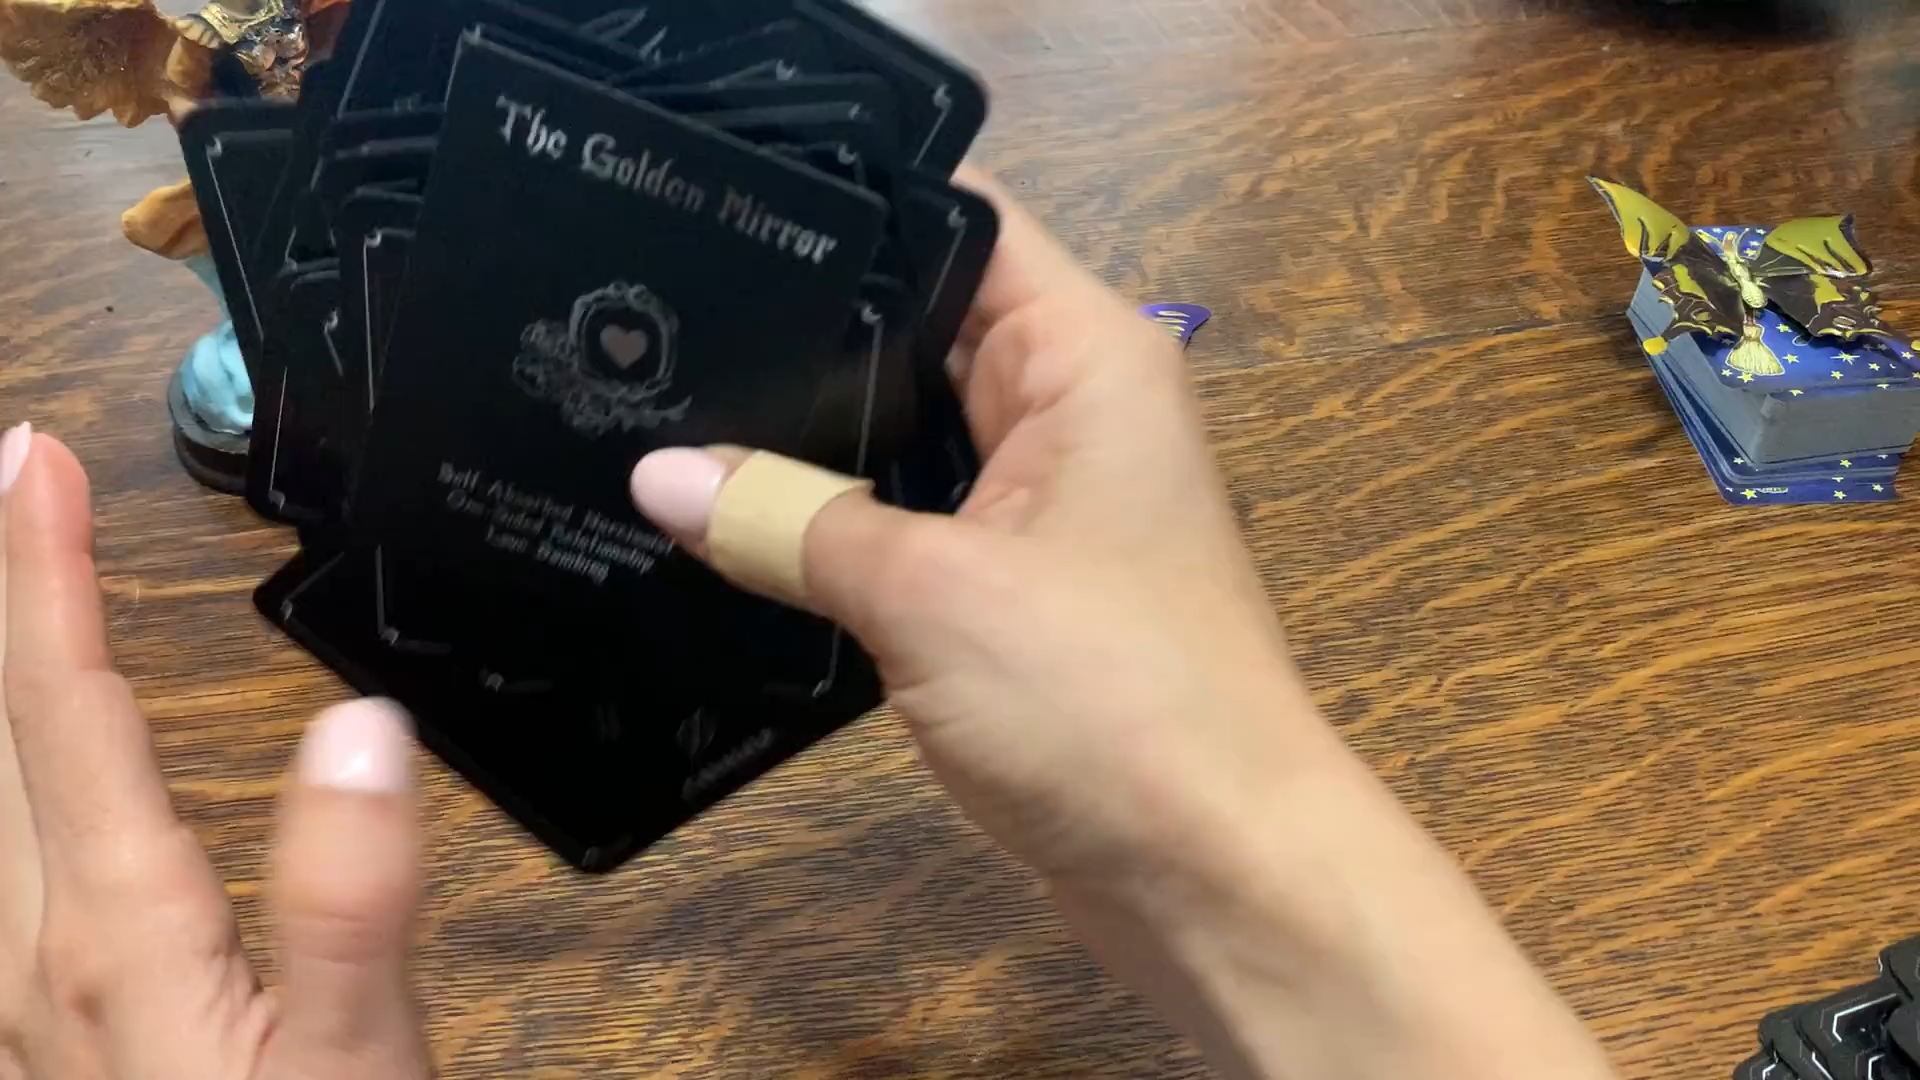 The Golden Mirror
Self Absorbed Narcissist
One Sided Relationship
Love Bombing